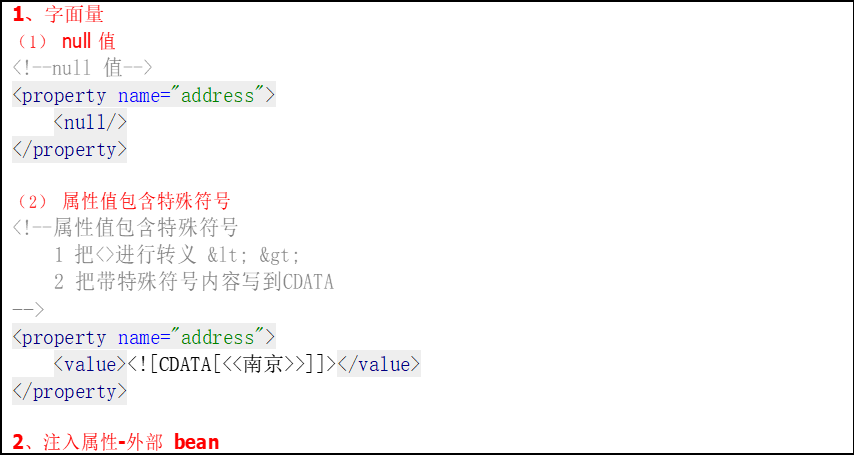 1、字面量
（1） null 值
<!--null 值-->
<property name="address">
    <null/>
</property>
（2） 属性值包含特殊符号
<!--属性值包含特殊符号
    1 把<>进行转义 &lt; &gt;
    2 把带特殊符号内容写到CDATA
-->
<property name="address">
    <value><![CDATA[<<南京>>]]></value>
</property>
2、注入属性-外部 bean